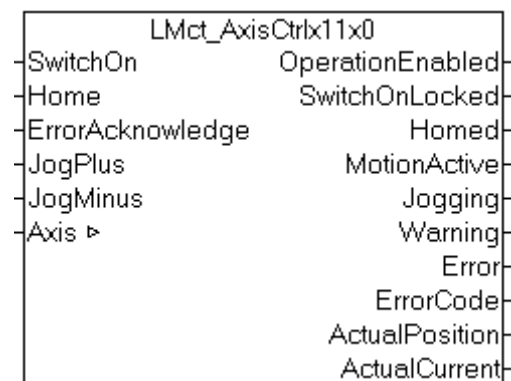 LMct_AxisCtrlx11x0
SwitchOn OperationEnabled
Home SwitchOnLocked
ErrorAcknowledge Homed
JogPlus MotionActive
JogMinus Jogging
Axis ▹ Warning
Error
ErrorCode
ActualPosition
ActualCurrent